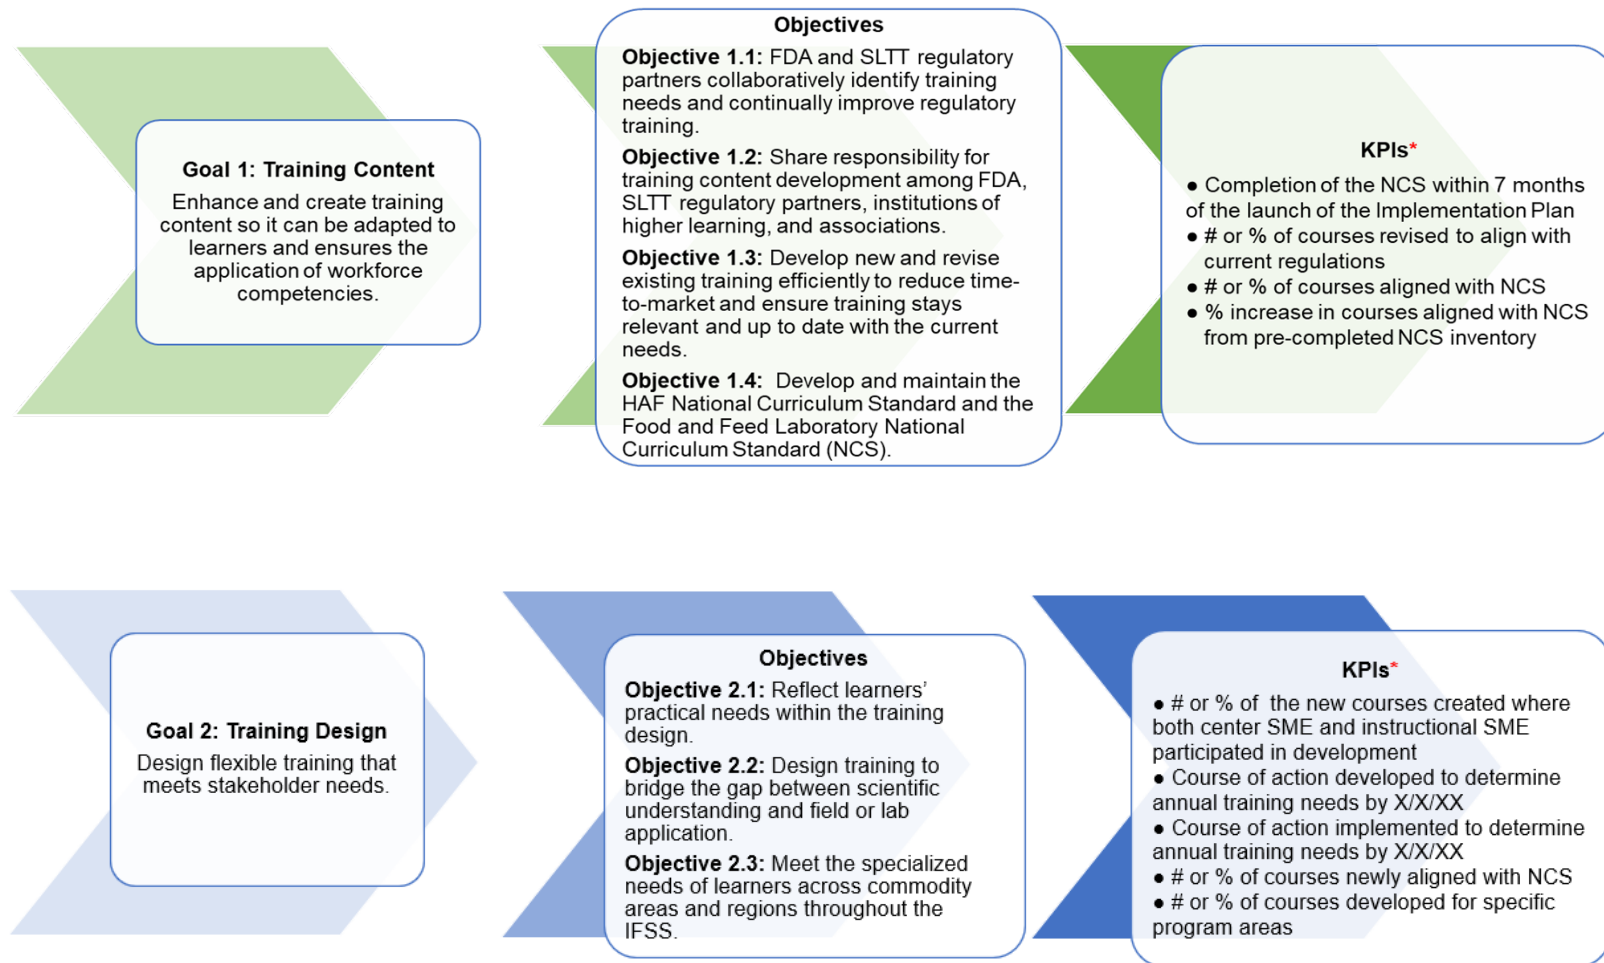 Goal 1: Training Content
Enhance and create training
content so it can be adapted to
learners and ensures the
application of workforce
competencies.
Objectives
Objective 1.1: FDA and SLTT regulatory
partners collaboratively identify training
needs and continually improve regulatory
training.
Objective 1.2: Share responsibility for
training content development among FDA,
SLTT regulatory partners, institutions of
higher learning, and associations.
Objective 1.3: Develop new and revise
existing training efficiently to reduce time-
to-market and ensure training stays
relevant and up to date with the current
needs.
Objective 1.4: Develop and maintain the
HAF National Curriculum Standard and the
Food and Feed Laboratory National
Curriculum Standard (NCS).
KPIs*
● Completion of the NCS within 7 months
of the launch of the Implementation Plan
● # or % of courses revised to align with
current regulations
● # or % of courses aligned with NCS
● % increase in courses aligned with NCS
from pre-completed NCS inventory
Goal 2: Training Design
Design flexible training that
meets stakeholder needs.
Objectives
Objective 2.1: Reflect learners’
practical needs within the training
design.
Objective 2.2: Design training to
bridge the gap between scientific
understanding and field or lab
application.
Objective 2.3: Meet the specialized
needs of learners across commodity
areas and regions throughout the
IFSS.
KPIs*
● # or % of the new courses created where
both center SME and instructional SME
participated in development
● Course of action developed to determine
annual training needs by X/X/XX
● Course of action implemented to determine
annual training needs by X/X/XX
● # or % of courses newly aligned with NCS
● # or % of courses developed for specific
program areas